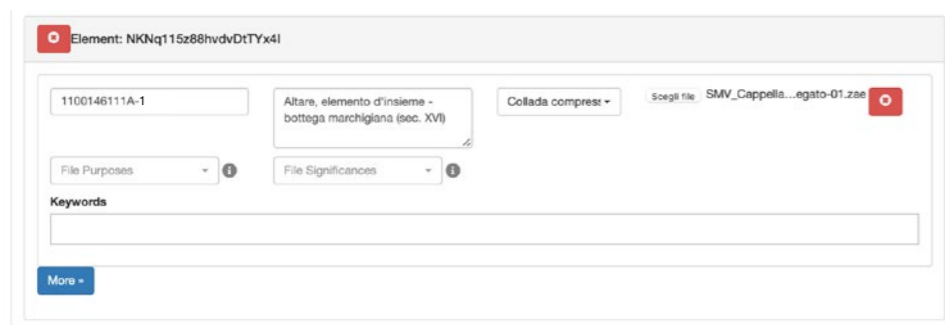 Element: NKNq115z88hvdvDtTYx4I
1100146111A-1
Altare, elemento d'insieme -
bottega marchigiana (sec. XVI)
Collada compress
Scegli file SMV_Cappella...egato-01.zae
File Purposes
File Significances
Keywords
More »